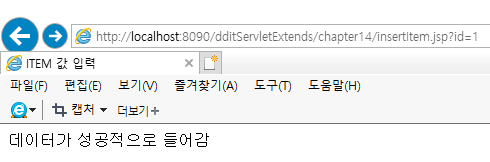 http://localhost:8090/dditServletExtends/chapter14/insertItem.jsp?id=1
ITEM 값 입력
파일(F) 편집(E) 보기(V) 즐겨찾기(A) 도구(T) 도움말(H)
캡처 더보기
데이터가 성공적으로 들어감